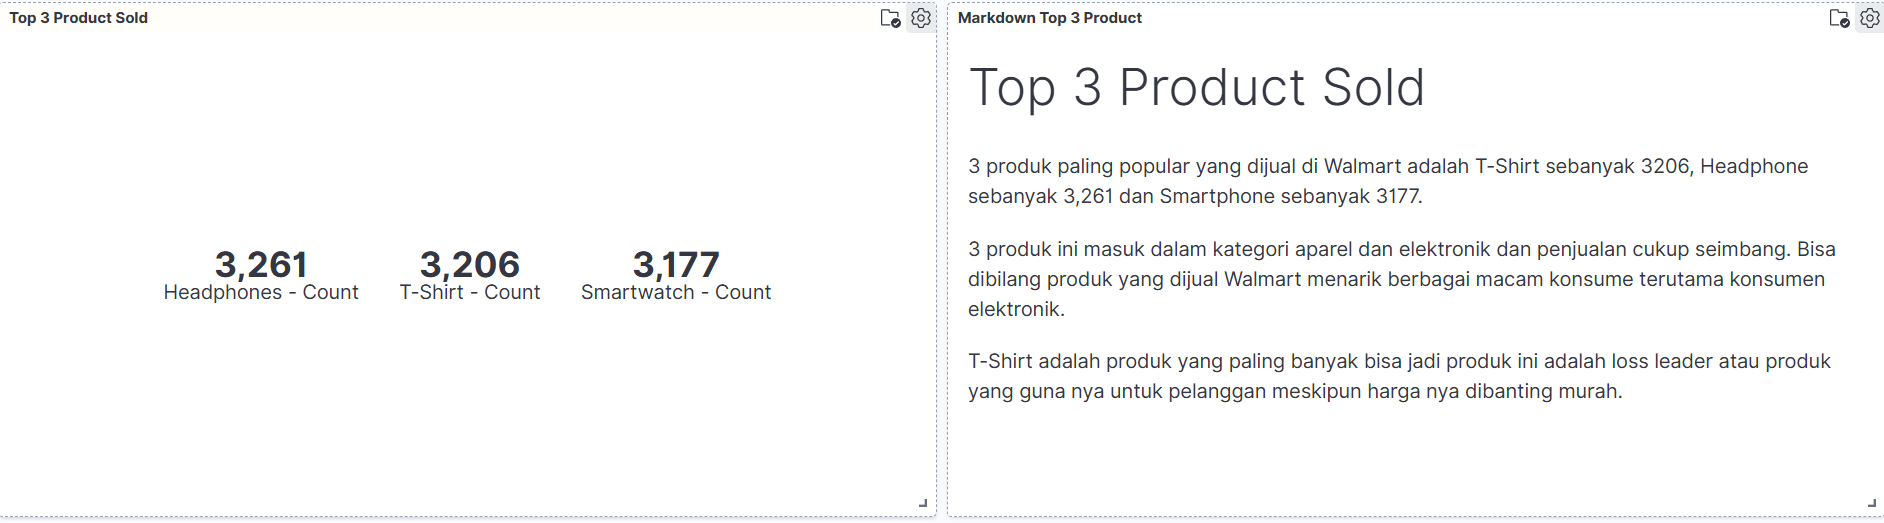 Top 3 Product Sold
3,261
Headphones - Count
3,206
T-Shirt - Count
3,177
Smartwatch - Count
Markdown Top 3 Product
Top 3 Product Sold
3 produk paling popular yang dijual di Walmart adalah T-Shirt sebanyak 3206, Headphone
sebanyak 3,261 dan Smartphone sebanyak 3177.
3 produk ini masuk dalam kategori aparel dan elektronik dan penjualan cukup seimbang. Bisa
dibilang produk yang dijual Walmart menarik berbagai macam konsume terutama konsumen
elektronik.
T-Shirt adalah produk yang paling banyak bisa jadi produk ini adalah loss leader atau produk
yang guna nya untuk pelanggan meskipun harga nya dibanting murah.